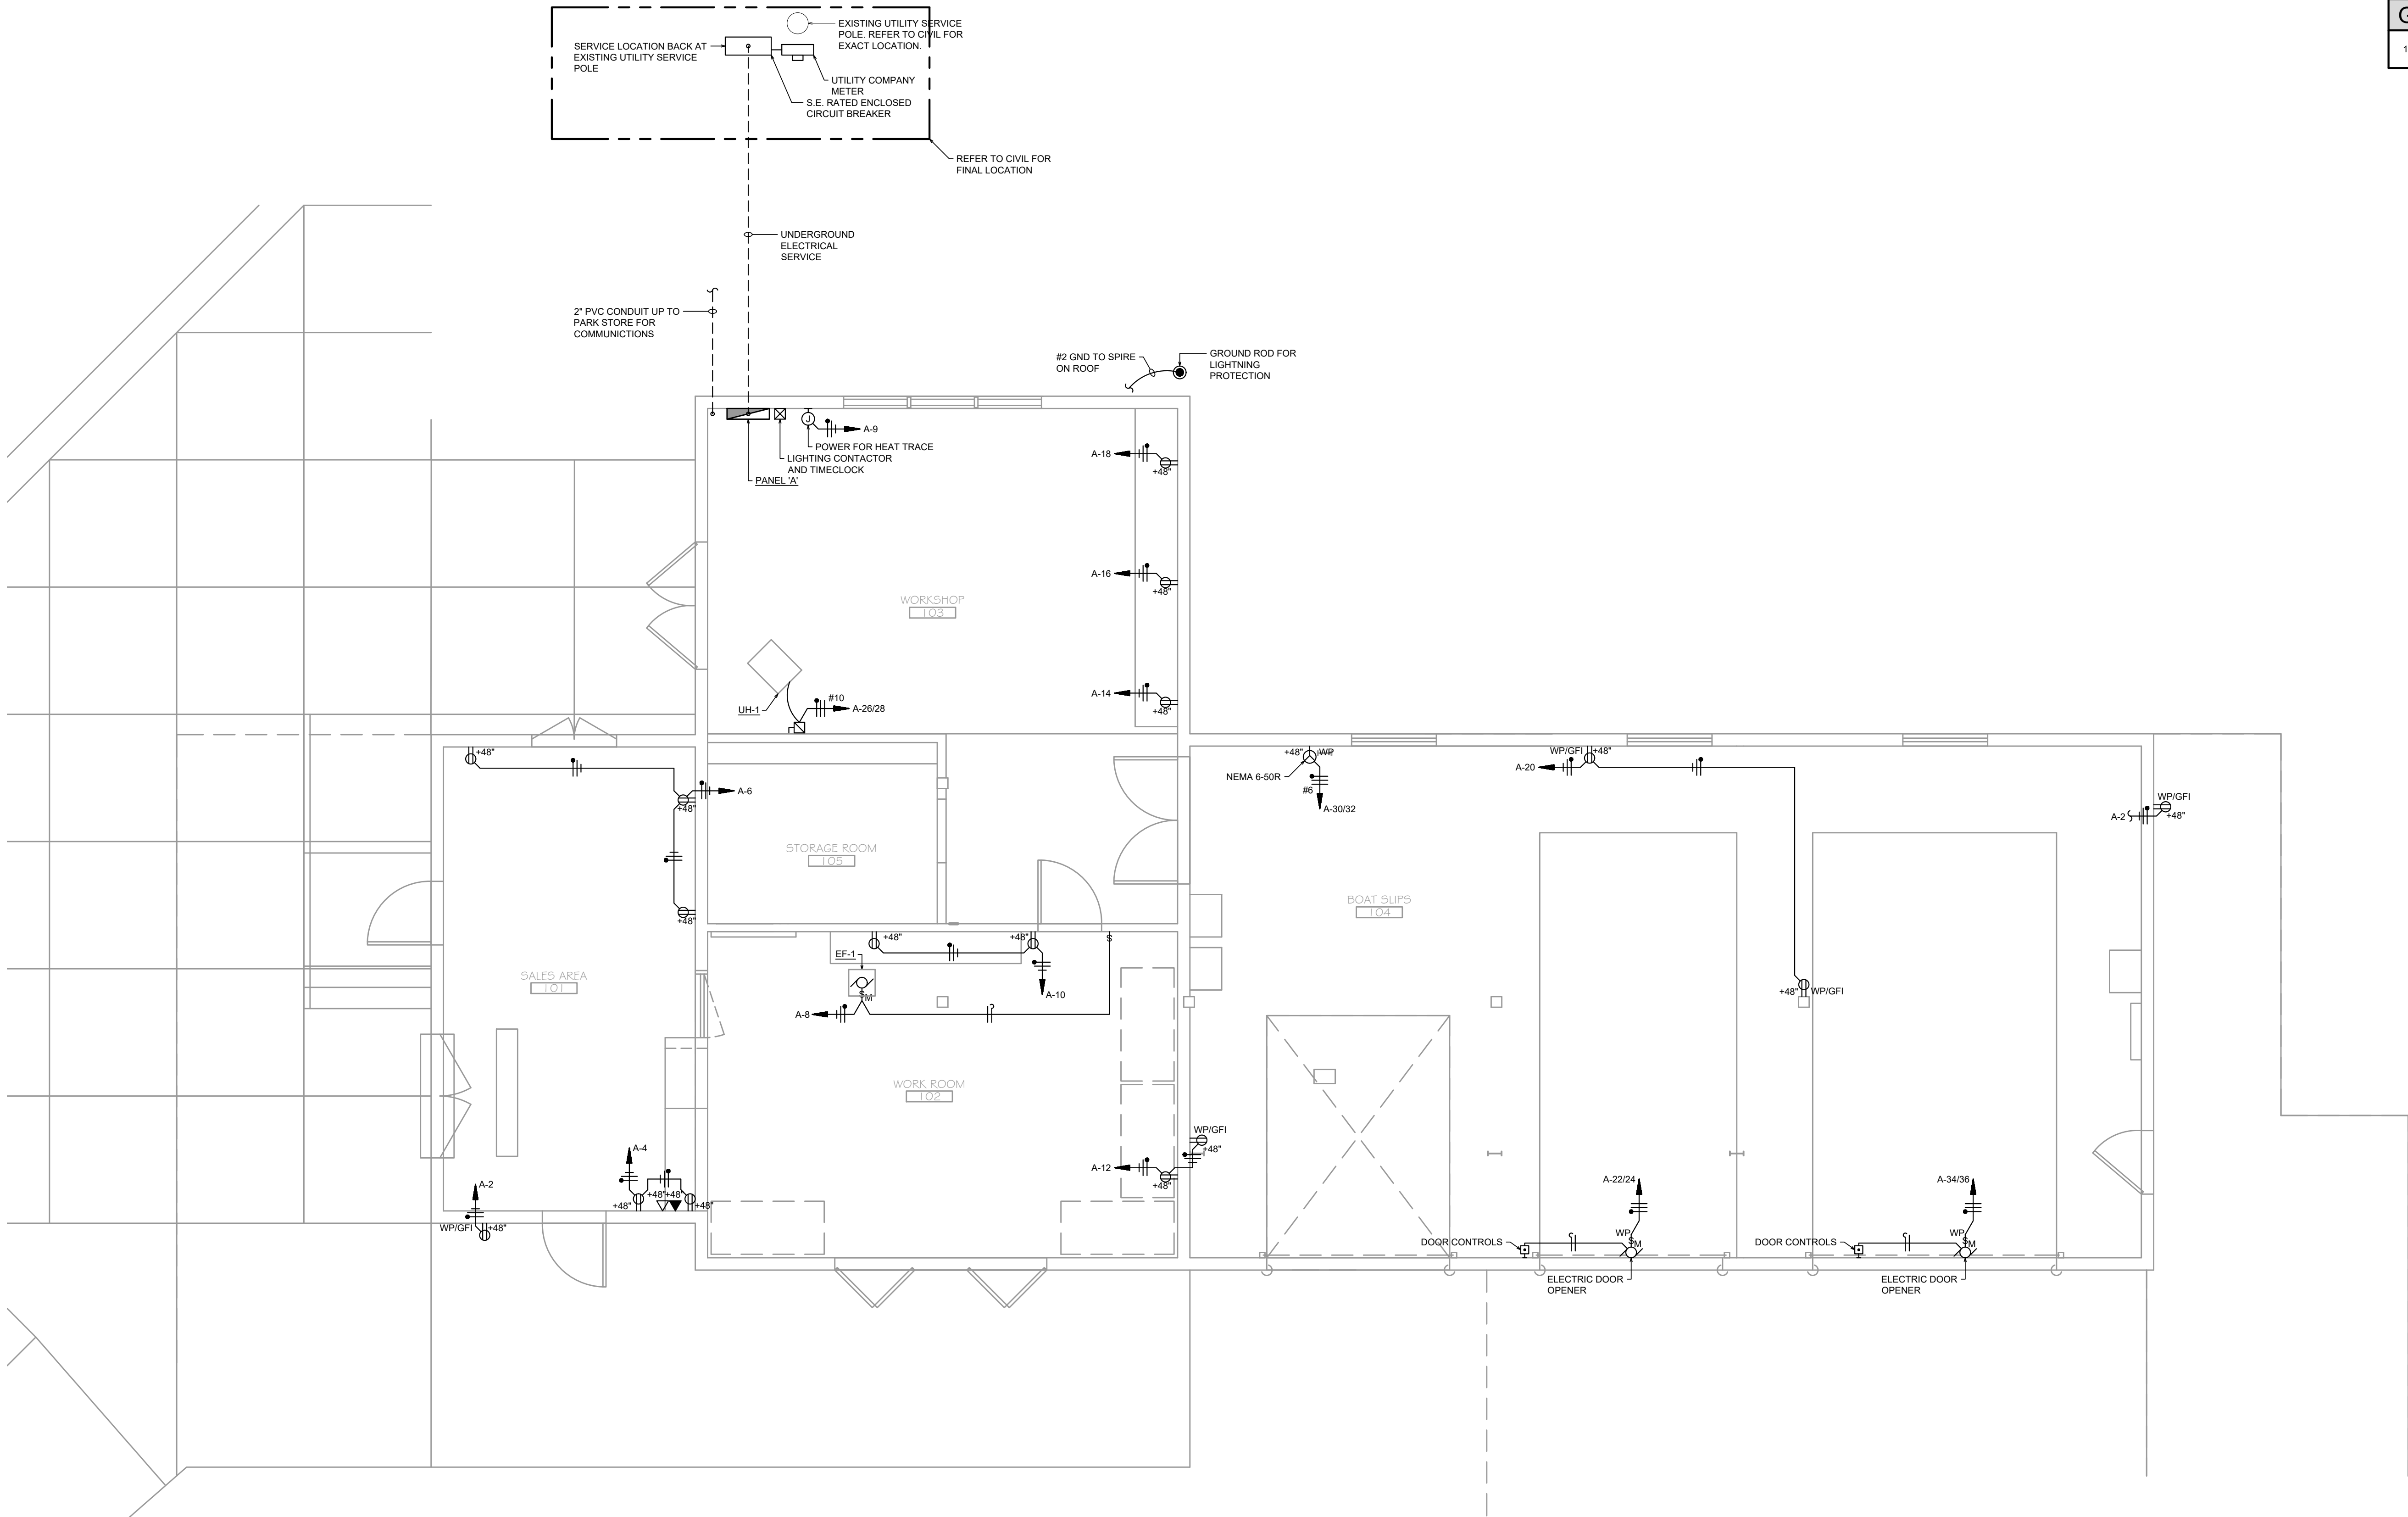 EXISTING UTILITY SERVICE
POLE. REFER TO CIVIL FOR
EXACT LOCATION.
SERVICE LOCATION BACK AT
EXISTING UTILITY SERVICE
POLE
UTILITY COMPANY
METER
S.E. RATED ENCLOSED
CIRCUIT BREAKER
REFER TO CIVIL FOR
FINAL LOCATION
UNDERGROUND
ELECTRICAL
SERVICE
2" PVC CONDUIT UP TO
PARK STORE FOR
COMMUNICTIONS
#2 GND TO SPIRE
ON ROOF
GROUND ROD FOR
LIGHTNING
PROTECTION
J
A-9
POWER FOR HEAT TRACE
LIGHTING CONTACTOR
AND TIMECLOCK
PANEL 'A'
A-18
+48"
A-16
+48"
WORKSHOP
103
A-14
+48"
#10
UH-1
A-26/28
+48"
A-6
+48"
+48"
STORAGE ROOM
105
+48"
WP
NEMA 6-50R
#6
A-30/32
WP/GFI
+48"
A-20
WP/GFI
A-2
+48"
BOAT SLIPS
104
+48"
+48"
S
EF-1
SALES AREA
101
$
M
A-10
A-8
+48"
WP/GFI
WORK ROOM
102
WP/GFI
+48"
A-12
+48"
A-4
+48"
+48"
+48"
+48"
A-2
WP/GFI
+48"
A-22/24
A-34/36
DOOR CONTROLS
WP
$
M
DOOR CONTROLS
WP
$
M
ELECTRIC DOOR
OPENER
ELECTRIC DOOR
OPENER
1